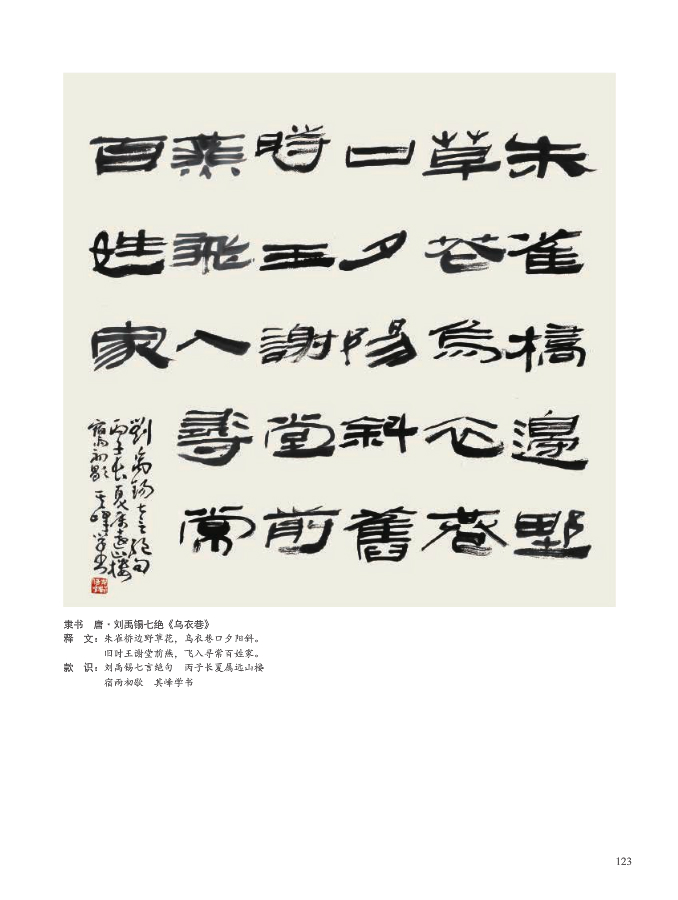 朱雀橋邊野
草花烏衣巷
口夕陽斜舊
時王謝堂前
燕飛入尋常
百姓家
劉禹錫七言絕句
丙子長夏屬遠山樓
宿雨初歇 其峰學書
隶书 唐·刘禹锡七绝《乌衣巷》
释 文：朱雀桥边野草花，乌衣巷口夕阳斜。
旧时王谢堂前燕，飞入寻常百姓家。
款 识：刘禹锡七言绝句 丙子长夏属远山楼
宿雨初歇 其峰学书
123